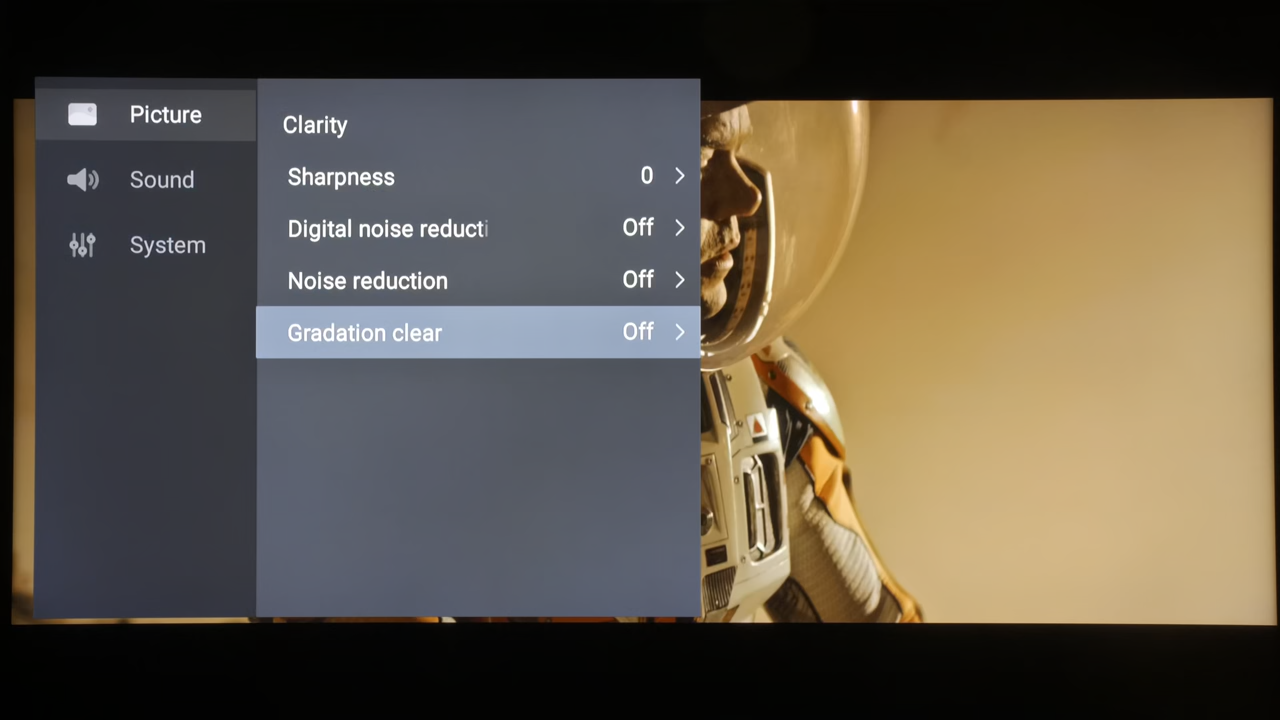 Picture
Sound
System
Clarity
Sharpness 0
Digital noise reducti Off
Noise reduction Off
Gradation clear Off